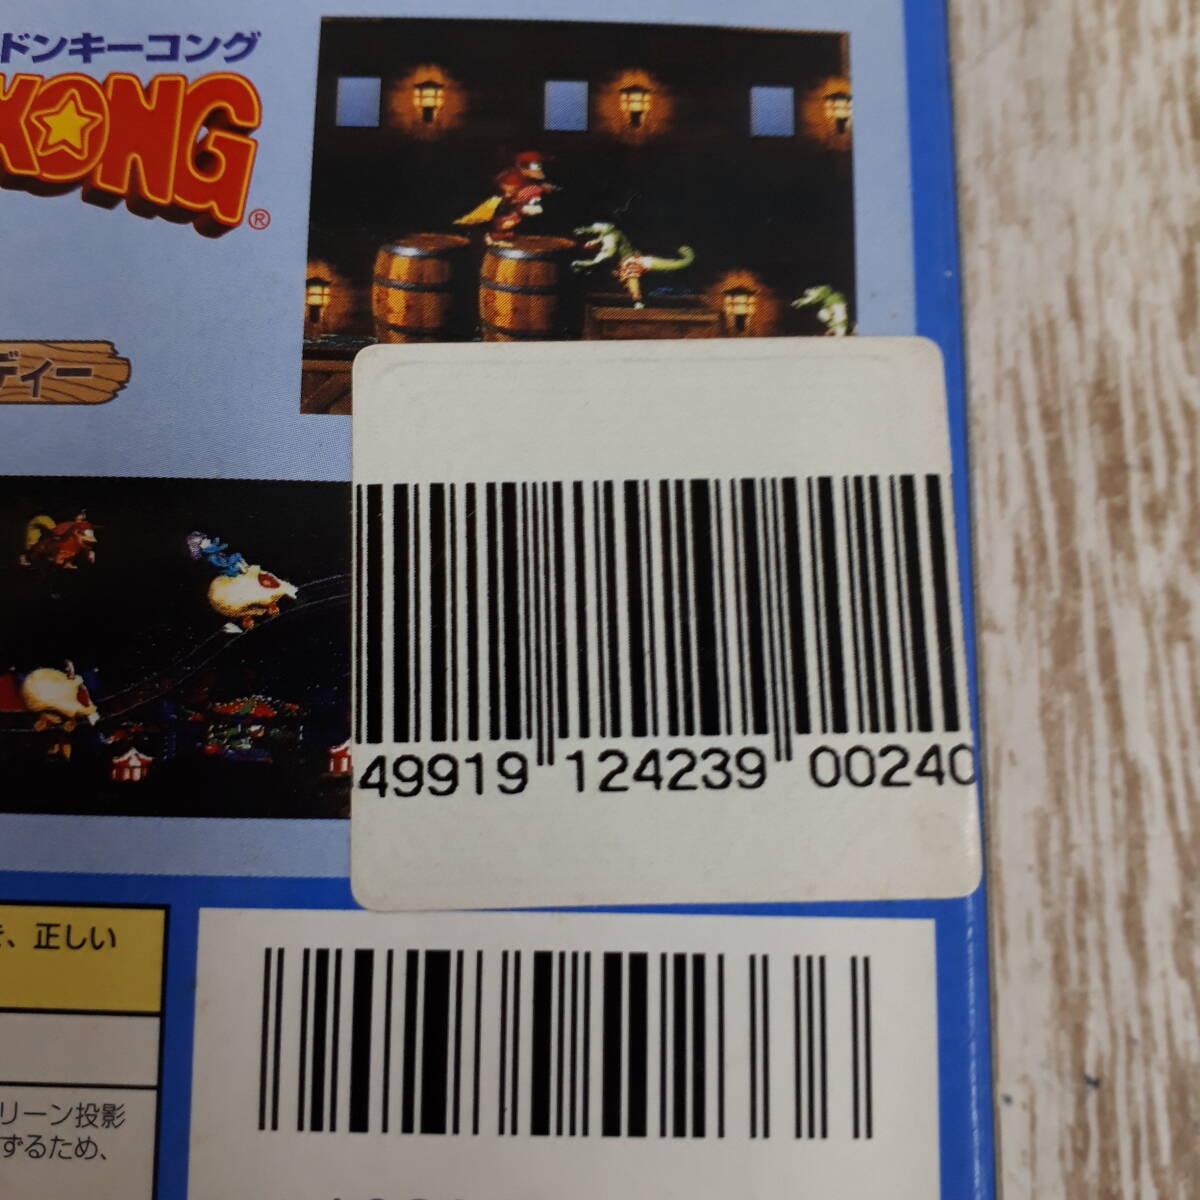 ドンキーコング
KONG®
ディー
49919 124239 00240
、正しい
リーン投影
ずるため、